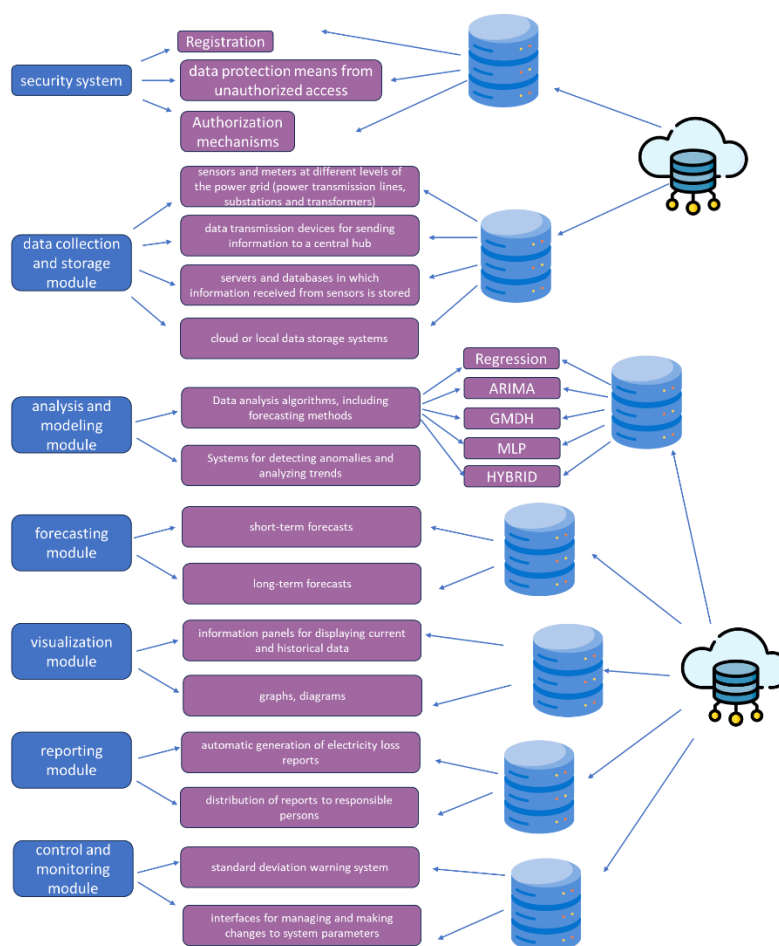 Registration
security system
data protection means from
unauthorized access
Authorization
mechanisms
sensors and meters at different levels of
the power grid (power transmission lines,
substations and transformers)
data collection
and storage
module
data transmission devices for sending
information to a central hub
servers and databases in which
information received from sensors is stored
cloud or local data storage systems
analysis and
modeling module
Data analysis algorithms, including
forecasting methods
Regression
ARIMA
GMDH
MLP
HYBRID
Systems for detecting anomalies and
analyzing trends
forecasting
module
short-term forecasts
long-term forecasts
visualization
module
information panels for displaying current
and historical data
graphs, diagrams
reporting
module
automatic generation of electricity loss
reports
distribution of reports to responsible
persons
control and
monitoring
module
standard deviation warning system
interfaces for managing and making
changes to system parameters